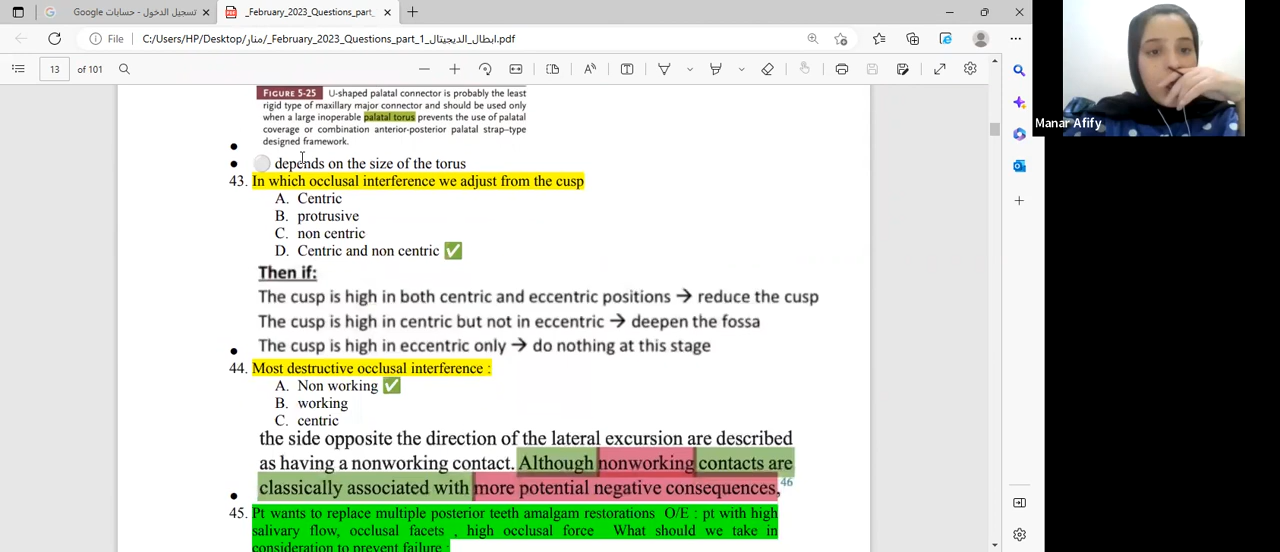 تسجيل الدخول - حسابات Google
_February_2023_Questions_part_
File
C:/Users/HP/Desktop/منار/_February_2023_Questions_part_1_ابطال_الديجيتال.pdf
13 of 101
FIGURE 5-25 U-shaped palatal connector is probably the least
rigid type of maxillary major connector and should be used only
when a large inoperable palatal torus prevents the use of palatal
coverage or combination anterior-posterior palatal strap–type
designed framework.
depends on the size of the torus
43. In which occlusal interference we adjust from the cusp
A. Centric
B. protrusive
C. non centric
D. Centric and non centric ✅
Then if:
The cusp is high in both centric and eccentric positions → reduce the cusp
The cusp is high in centric but not in eccentric → deepen the fossa
The cusp is high in eccentric only → do nothing at this stage
44. Most destructive occlusal interference :
A. Non working ✅
B. working
C. centric
the side opposite the direction of the lateral excursion are described
as having a nonworking contact. Although nonworking contacts are
classically associated with more potential negative consequences,46
45. Pt wants to replace multiple posterior teeth amalgam restorations O/E : pt with high
salivary flow, occlusal facets , high occlusal force What should we take in
consideration to prevent failure
Manar Afify